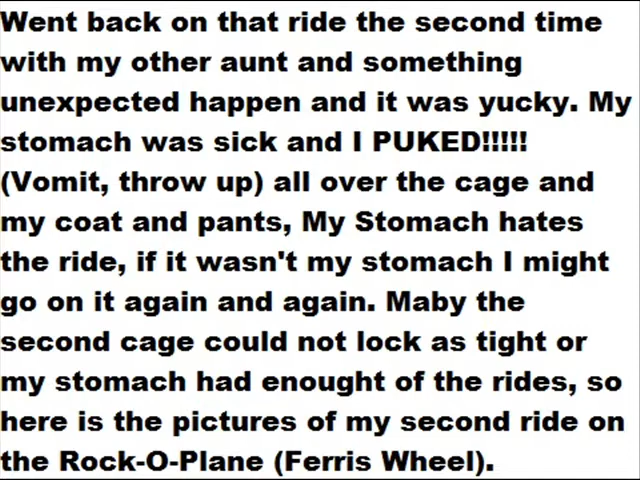 Went back on that ride the second time
with my other aunt and something
unexpected happen and it was yucky. My
stomach was sick and I PUKED!!!!!
(Vomit, throw up) all over the cage and
my coat and pants, My Stomach hates
the ride, if it wasn't my stomach I might
go on it again and again. Maby the
second cage could not lock as tight or
my stomach had enought of the rides, so
here is the pictures of my second ride on
the Rock-O-Plane (Ferris Wheel).